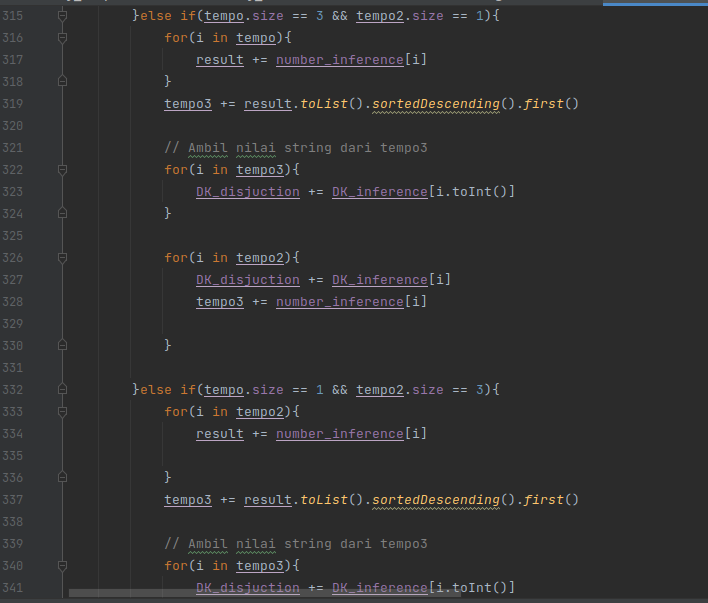 315 }else if(tempo.size == 3 && tempo2.size == 1){
316 for(i in tempo){
317 result += number_inference[i]
318 }
319 tempo3 += result.toList().sortedDescending().first()
320
321 // Ambil nilai string dari tempo3
322 for(i in tempo3){
323 DK_disjuction += DK_inference[i.toInt()]
324 }
325
326 for(i in tempo2){
327 DK_disjuction += DK_inference[i]
328 tempo3 += number_inference[i]
329
330 }
331
332 }else if(tempo.size == 1 && tempo2.size == 3){
333 for(i in tempo2){
334 result += number_inference[i]
335
336 }
337 tempo3 += result.toList().sortedDescending().first()
338
339 // Ambil nilai string dari tempo3
340 for(i in tempo3){
341 DK_disjuction += DK_inference[i.toInt()]